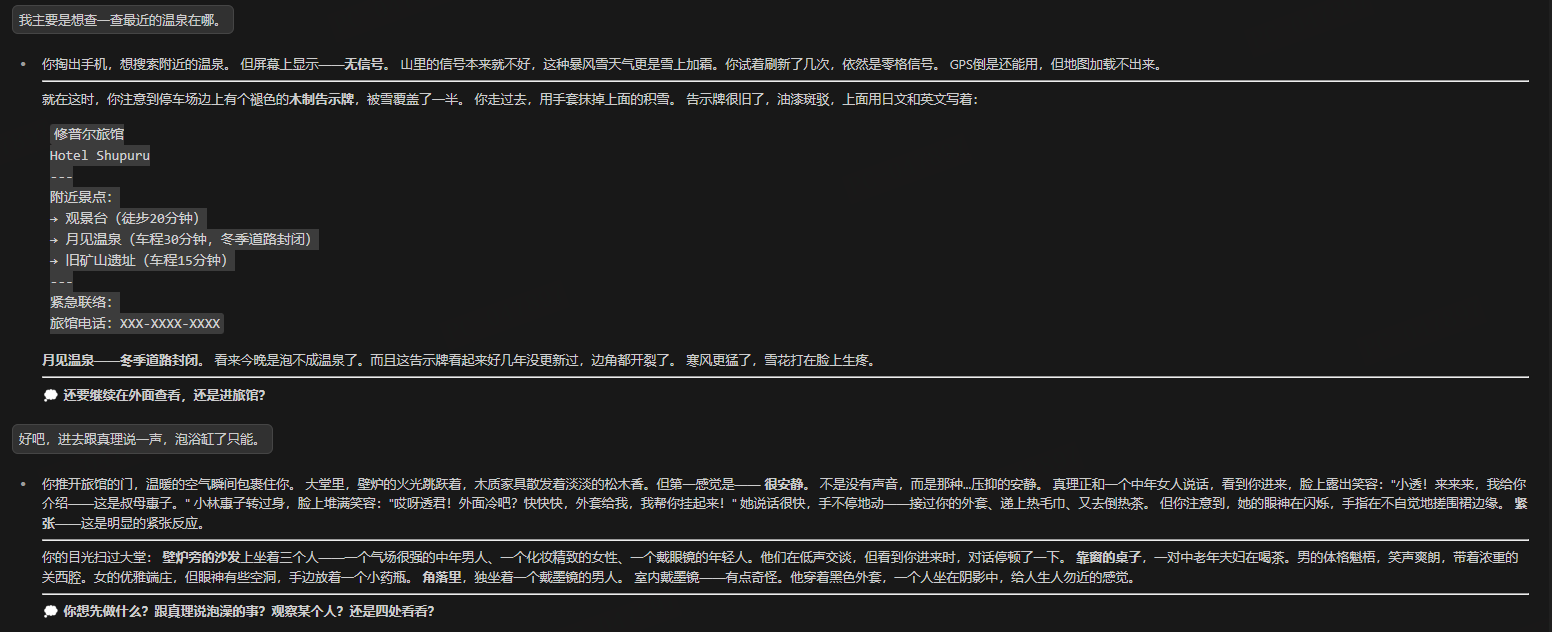 我主要是想查一查最近的温泉在哪。
你掏出手机，想搜索附近的温泉。 但屏幕上显示——无信号。 山里的信号本来就不好，这种暴风雪天气更是雪上加霜。你试着刷新了几次，依然是零格信号。 GPS倒是还能用，但地图加载不出来。
就在这时，你注意到停车场边上有个褪色的木制告示牌，被雪覆盖了一半。 你走过去，用手套抹掉上面的积雪。 告示牌很旧了，油漆斑驳，上面用日文和英文写着：
修普尔旅馆
Hotel Shupuru
---
附近景点：
→ 观景台（徒步20分钟）
→ 月见温泉（车程30分钟，冬季道路封闭）
→ 旧矿山遗址（车程15分钟）
---
紧急联络：
旅馆电话：XXX-XXXX-XXXX
月见温泉——冬季道路封闭。 看来今晚是泡不成温泉了。而且这告示牌看起来好几年没更新过，边角都开裂了。 寒风更猛了，雪花打在脸上生疼。
💭 还要继续在外面查看，还是进旅馆？
好吧，进去跟真理说一声，泡浴缸了只能。
你推开旅馆的门，温暖的空气瞬间包裹住你。 大堂里，壁炉的火光跳跃着，木质家具散发着淡淡的松木香。但第一感觉是—— 很安静。 不是没有声音，而是那种...压抑的安静。 真理正和一个中年女人说话，看到你进来，脸上露出笑容："小透！来来来，我给你
介绍——这是叔母惠子。" 小林惠子转过身，脸上堆满笑容："哎呀透君！外面冷吧？快快快，外套给我，我帮你挂起来！" 她说话很快，手不停地动——接过你的外套、递上热毛巾、又去倒热茶。 但你注意到，她的眼神在闪烁，手指在不自觉地搓围裙边缘。 紧
张——这是明显的紧张反应。
你的目光扫过大堂： 壁炉旁的沙发上坐着三个人——一个气场很强的中年男人、一个化妆精致的女性、一个戴眼镜的年轻人。他们在低声交谈，但看到你进来时，对话停顿了一下。 靠窗的桌子，一对中老年夫妇在喝茶。男的体格魁梧，笑声爽朗，带着浓重的
关西腔。女的优雅端庄，但眼神有些空洞，手边放着一个小药瓶。 角落里，独坐着一个戴墨镜的男人。 室内戴墨镜——有点奇怪。他穿着黑色外套，一个人坐在阴影中，给人生人勿近的感觉。
💭 你想先做什么？跟真理说泡澡的事？观察某个人？还是四处看看？